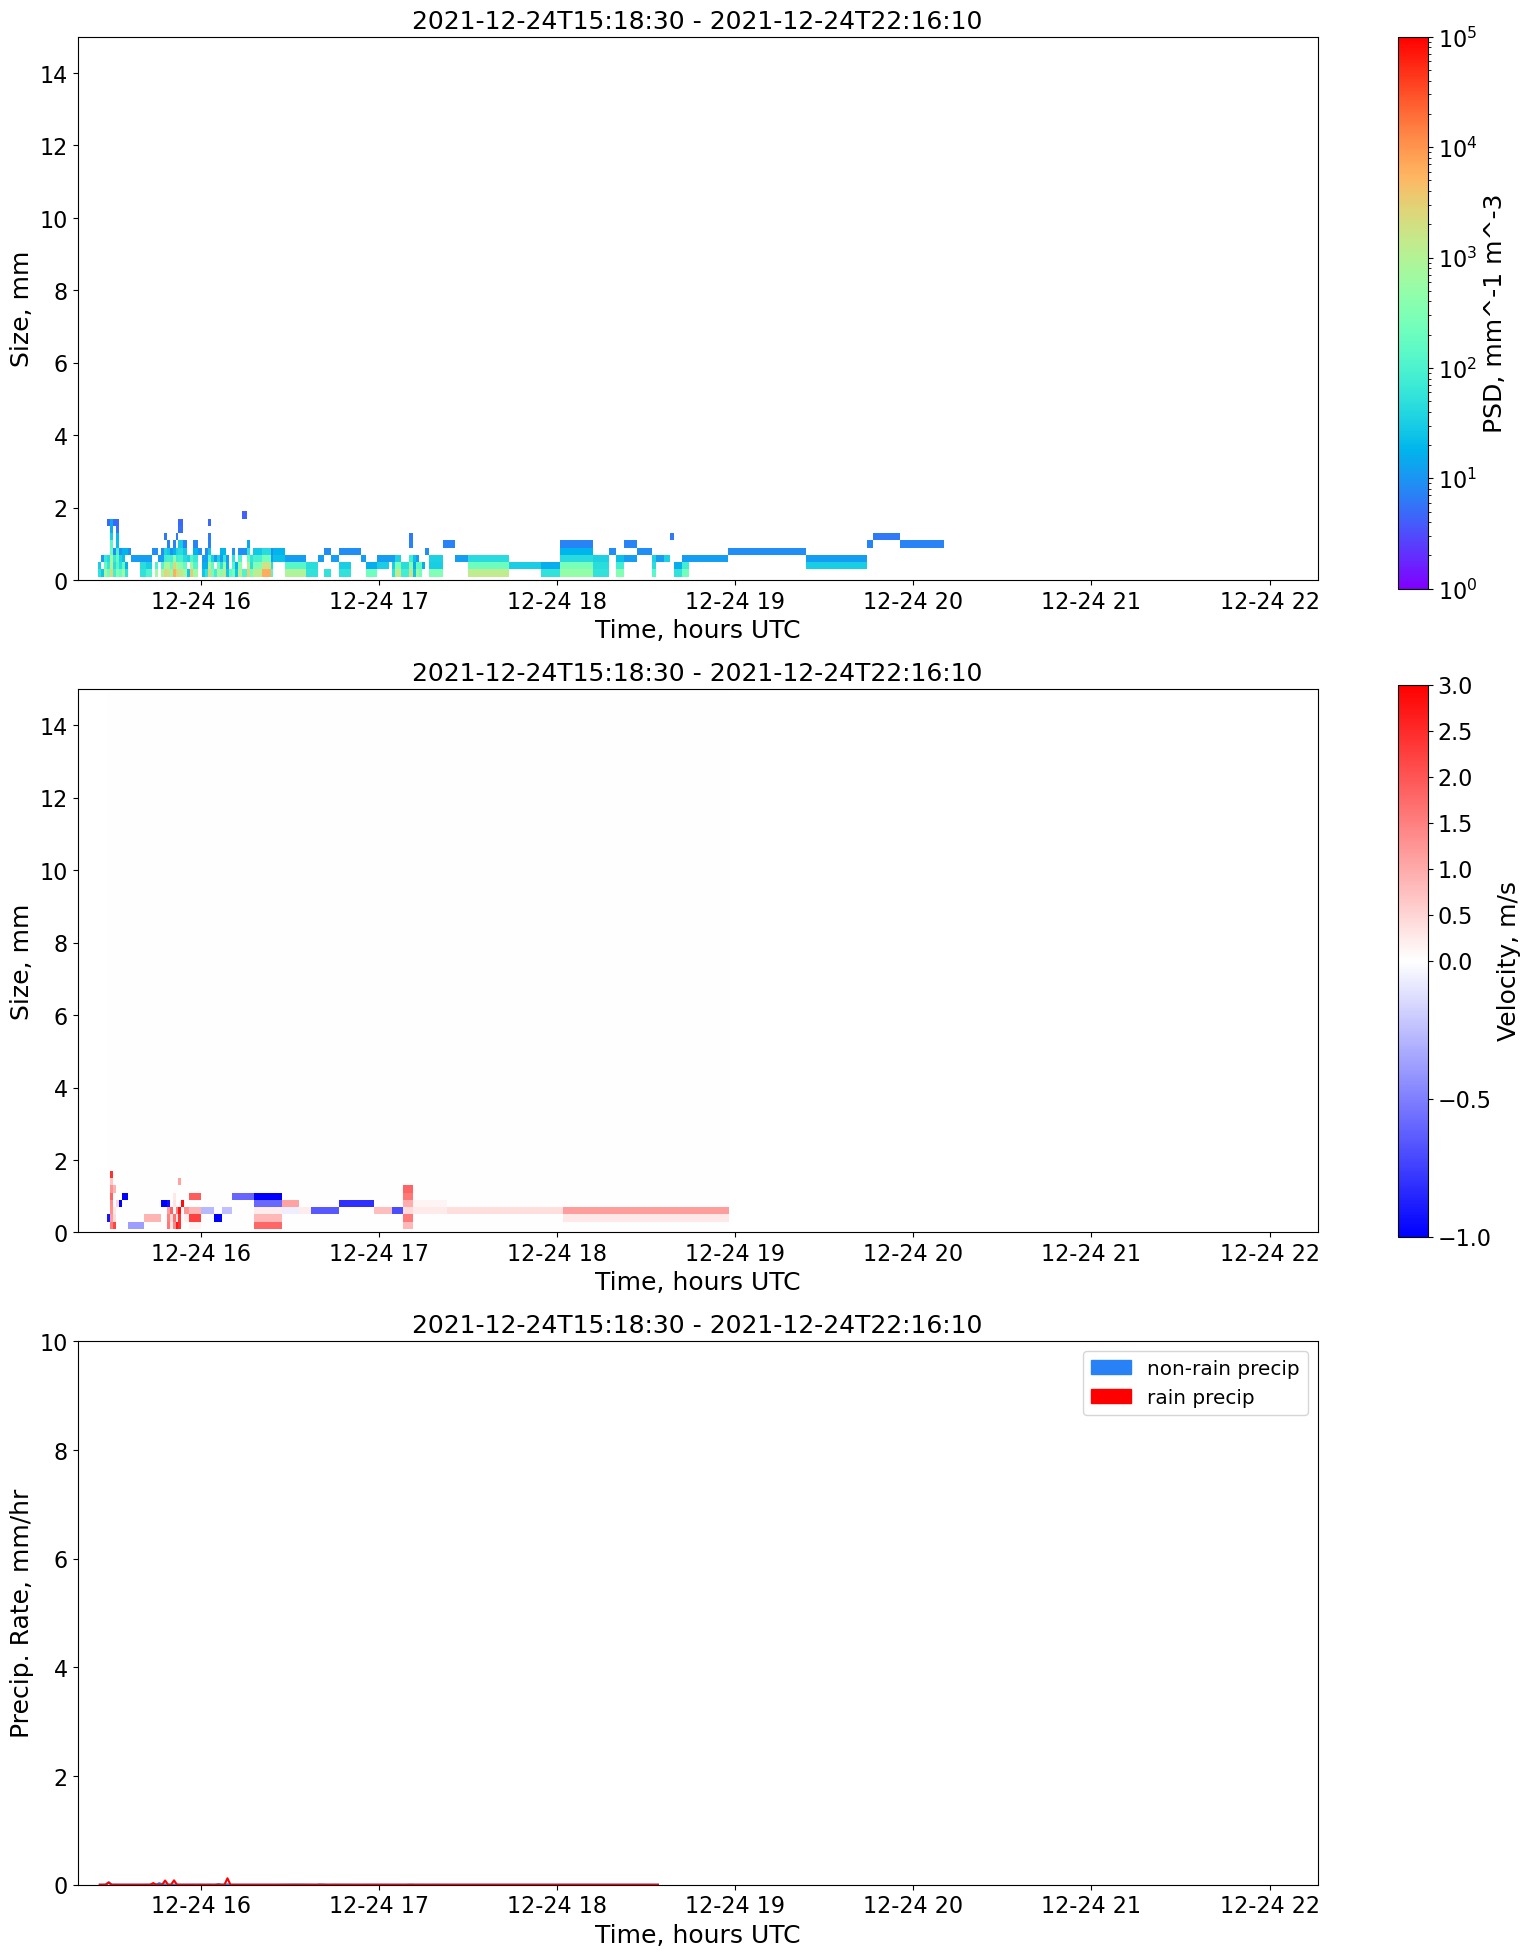 2021-12-24T15:18:30 - 2021-12-24T22:16:10
14
12
10
8
6
4
2
0
Size, mm
12-24 16 12-24 17 12-24 18 12-24 19 12-24 20 12-24 21 12-24 22
Time, hours UTC
10^5
10^4
10^3
10^2
10^1
10^0
PSD, mm^-1 m^-3
2021-12-24T15:18:30 - 2021-12-24T22:16:10
14
12
10
8
6
4
2
0
Size, mm
12-24 16 12-24 17 12-24 18 12-24 19 12-24 20 12-24 21 12-24 22
Time, hours UTC
3.0
2.5
2.0
1.5
1.0
0.5
0.0
−0.5
−1.0
Velocity, m/s
2021-12-24T15:18:30 - 2021-12-24T22:16:10
10
8
6
4
2
0
Precip. Rate, mm/hr
non-rain precip
rain precip
12-24 16 12-24 17 12-24 18 12-24 19 12-24 20 12-24 21 12-24 22
Time, hours UTC